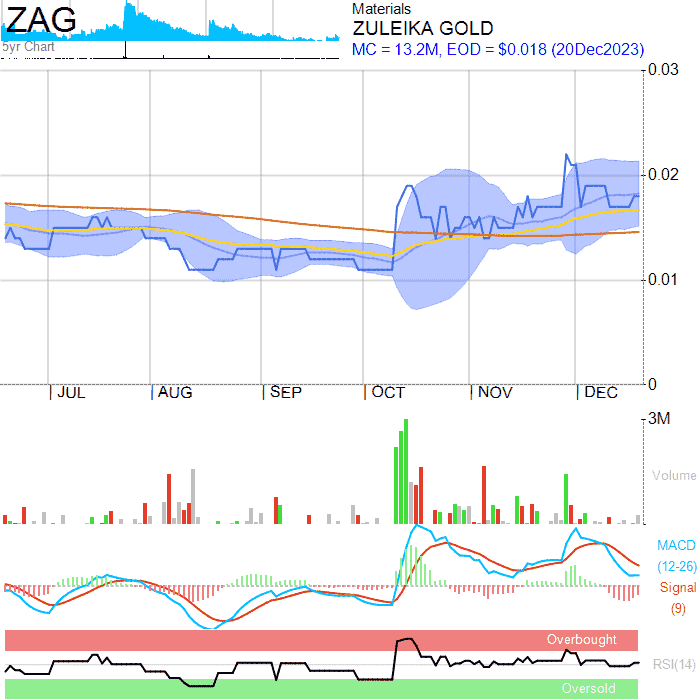 ZAG
5yr Chart
Materials
ZULEIKA GOLD
MC = 13.2M, EOD = $0.018 (20Dec2023)
0.03
0.02
0.01
0
JUL AUG SEP OCT NOV DEC
3M
Volume
MACD
(12-26)
Signal
(9)
Overbought
RSI(14)
Oversold